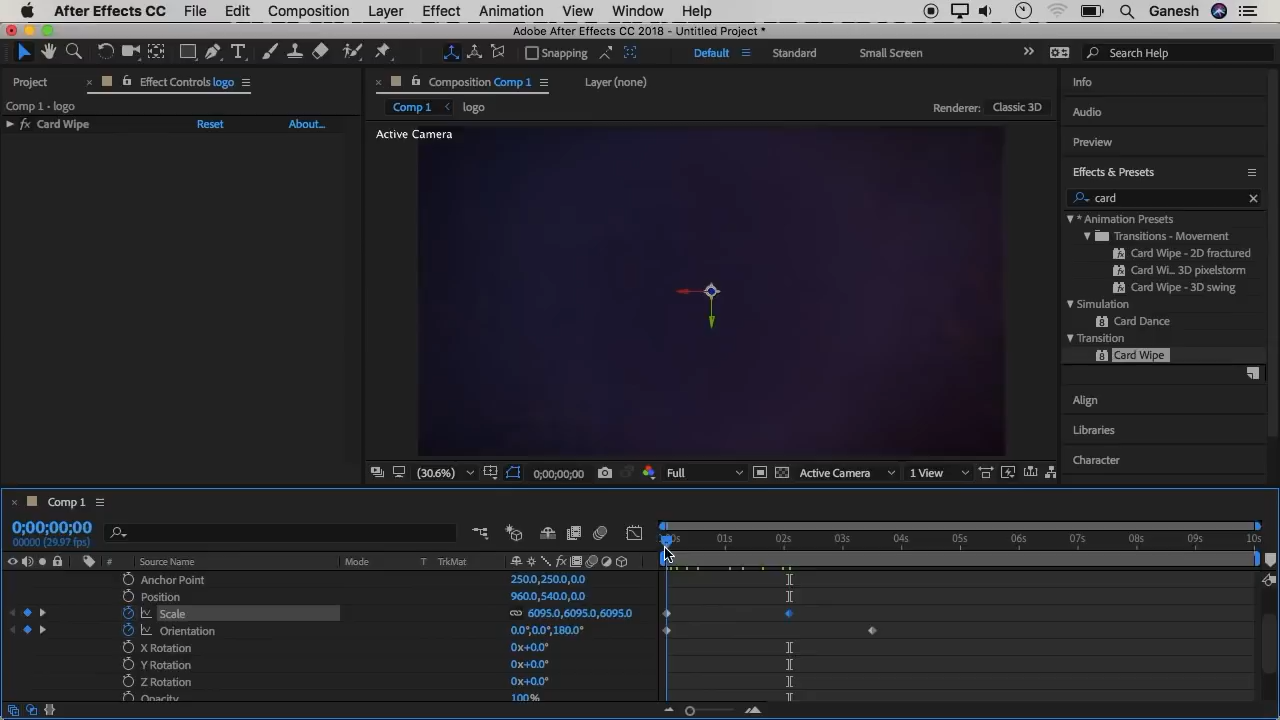 After Effects CC File Edit Composition Layer Effect Animation View Window Help Ganesh
Adobe After Effects CC 2018 - Untitled Project *
Snapping Default Standard Small Screen Search Help
Project Effect Controls logo Composition Comp 1 Layer (none) Info
Comp 1 · logo Comp 1 logo Renderer: Classic 3D Audio
fx Card Wipe Reset About...
Active Camera Preview
Effects & Presets
card
* Animation Presets
Transitions - Movement
Card Wipe - 2D fractured
Card Wi... 3D pixelstorm
Card Wipe - 3D swing
Simulation
Card Dance
Transition
Card Wipe
Align
Libraries
Character
(30.6%) 0;00;00;00 Full Active Camera 1 View
Comp 1
0;00;00;00
00000 (29.97 fps)
01s 02s 03s 04s 05s 06s 07s 08s 09s 10s
# Source Name Mode T TrkMat
Anchor Point 250.0,250.0,0.0
Position 960.0,540.0,0.0
Scale 6095.0,6095.0,6095.0
Orientation 0.0°,0.0°,180.0°
X Rotation 0x+0.0°
Y Rotation 0x+0.0°
Z Rotation 0x+0.0°
Opacity 100%